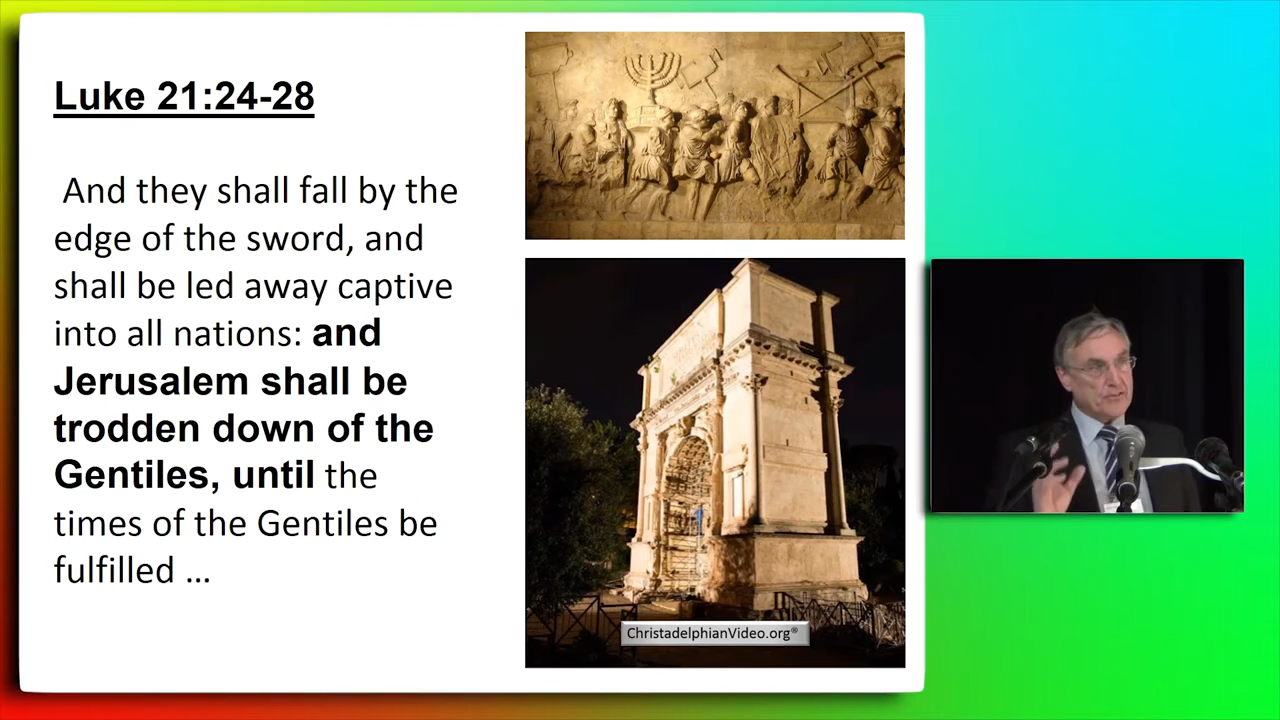 Luke 21:24-28
And they shall fall by the
edge of the sword, and
shall be led away captive
into all nations: and
Jerusalem shall be
trodden down of the
Gentiles, until the
times of the Gentiles be
fulfilled ...
ChristadelphianVideo.org®